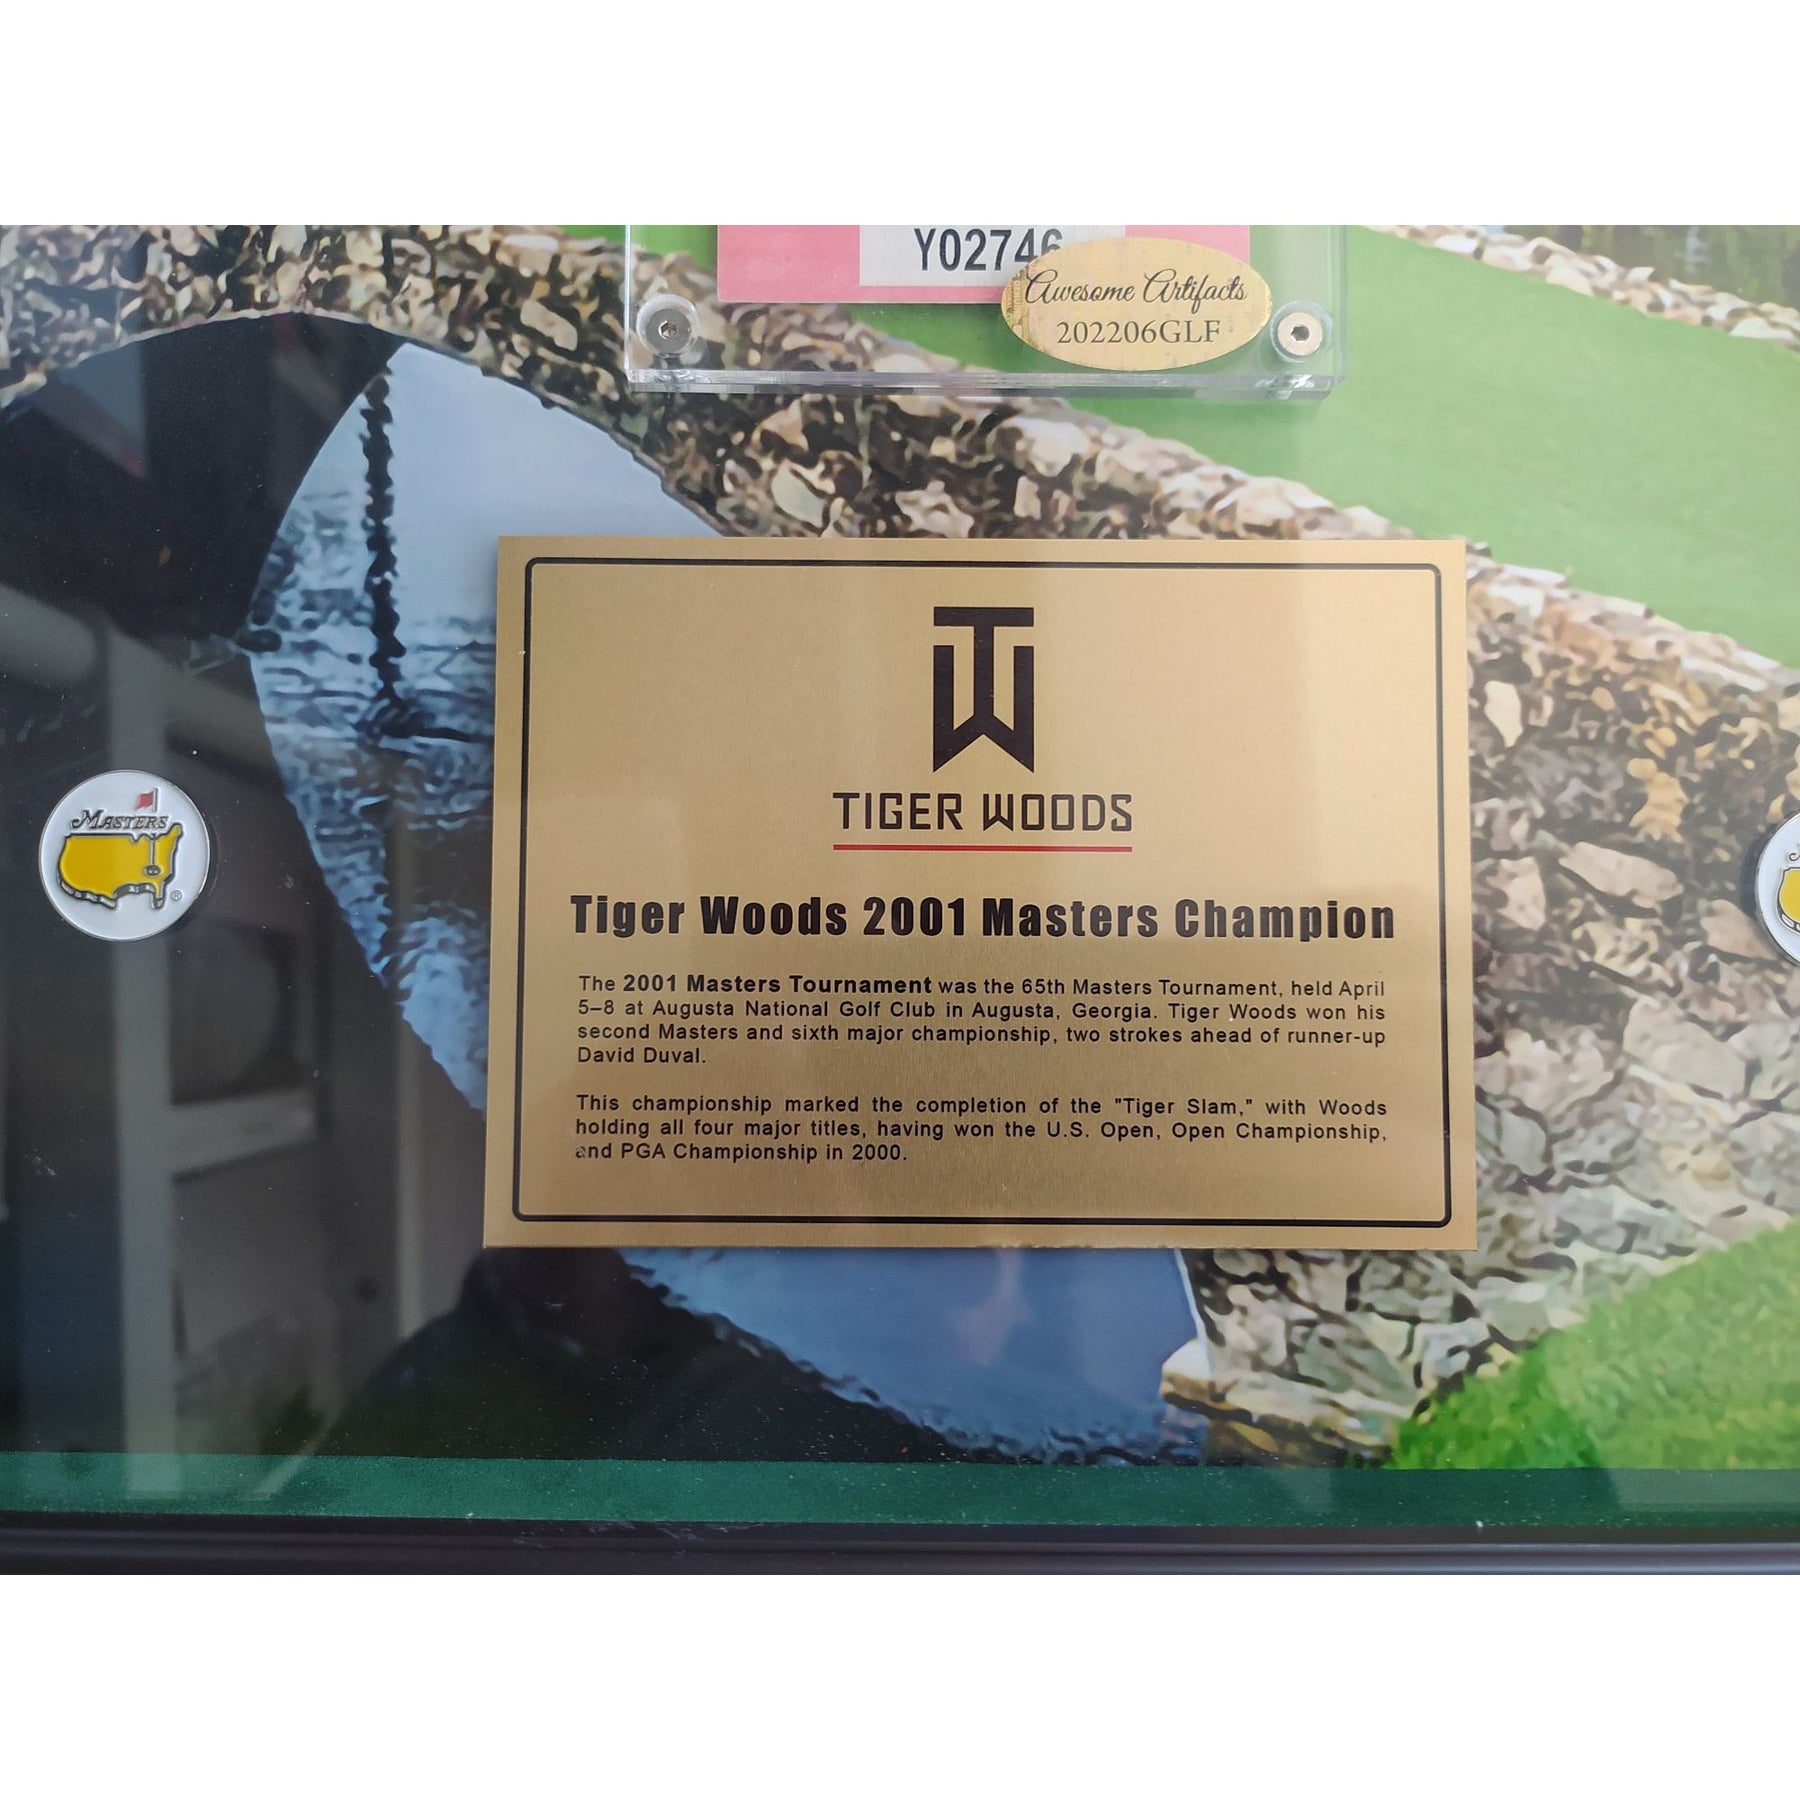 Y02746
Awesome Artifacts
202206GLF
MASTERS
®
TW
TIGER WOODS
Tiger Woods 2001 Masters Champion
The 2001 Masters Tournament was the 65th Masters Tournament, held April
5–8 at Augusta National Golf Club in Augusta, Georgia. Tiger Woods won his
second Masters and sixth major championship, two strokes ahead of runner-up
David Duval.
This championship marked the completion of the "Tiger Slam," with Woods
holding all four major titles, having won the U.S. Open, Open Championship,
and PGA Championship in 2000.